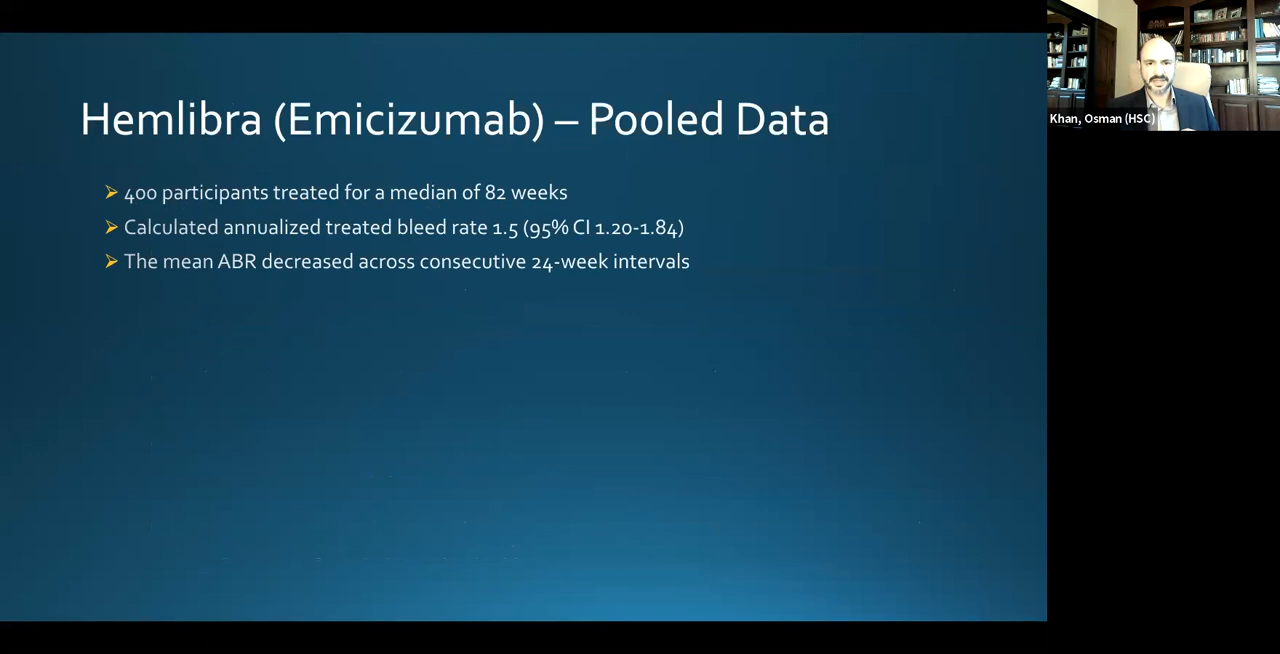 Hemlibra (Emicizumab) – Pooled Data
400 participants treated for a median of 82 weeks
Calculated annualized treated bleed rate 1.5 (95% CI 1.20-1.84)
The mean ABR decreased across consecutive 24-week intervals
Khan, Osman (HSC)